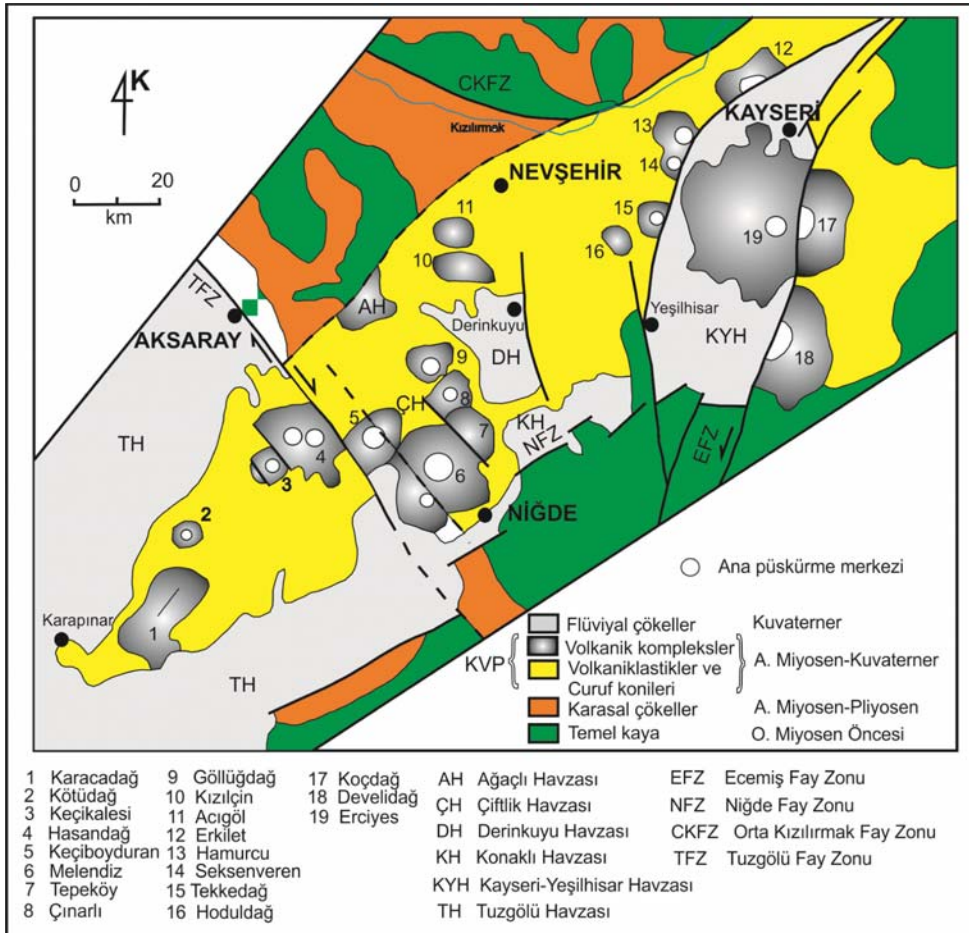 K
0 20
km
CKFZ
Kızılırmak
NEVŞEHİR
KAYSERİ
12
13
14
15
16
17
18
19
11
10
AH
Derinkuyu
DH
Yeşilhisar
KYH
TFZ
AKSARAY
TH
9
8
ÇH
7
5
4
3
6
KH
NFZ
EFZ
NİĞDE
2
1
Karapınar
TH
Ana püskürme merkezi
Flüviyal çökeller Kuvaterner
KVP Volkanik kompleksler A. Miyosen-Kuvaterner
Volkaniklastikler ve
Curuf konileri
Karasal çökeller A. Miyosen-Pliyosen
Temel kaya O. Miyosen Öncesi
1 Karacadağ
2 Kötüdağ
3 Keçikalesi
4 Hasandağ
5 Keçiboyduran
6 Melendiz
7 Tepeköy
8 Çınarlı
9 Göllüğdağ
10 Kızılçin
11 Acıgöl
12 Erkilet
13 Hamurcu
14 Seksenveren
15 Tekkedağ
16 Hoduldağ
17 Koçdağ
18 Develidağ
19 Erciyes
AH Ağaçlı Havzası
ÇH Çiftlik Havzası
DH Derinkuyu Havzası
KH Konaklı Havzası
KYH Kayseri-Yeşilhisar Havzası
TH Tuzgölü Havzası
EFZ Ecemiş Fay Zonu
NFZ Niğde Fay Zonu
CKFZ Orta Kızılırmak Fay Zonu
TFZ Tuzgölü Fay Zonu